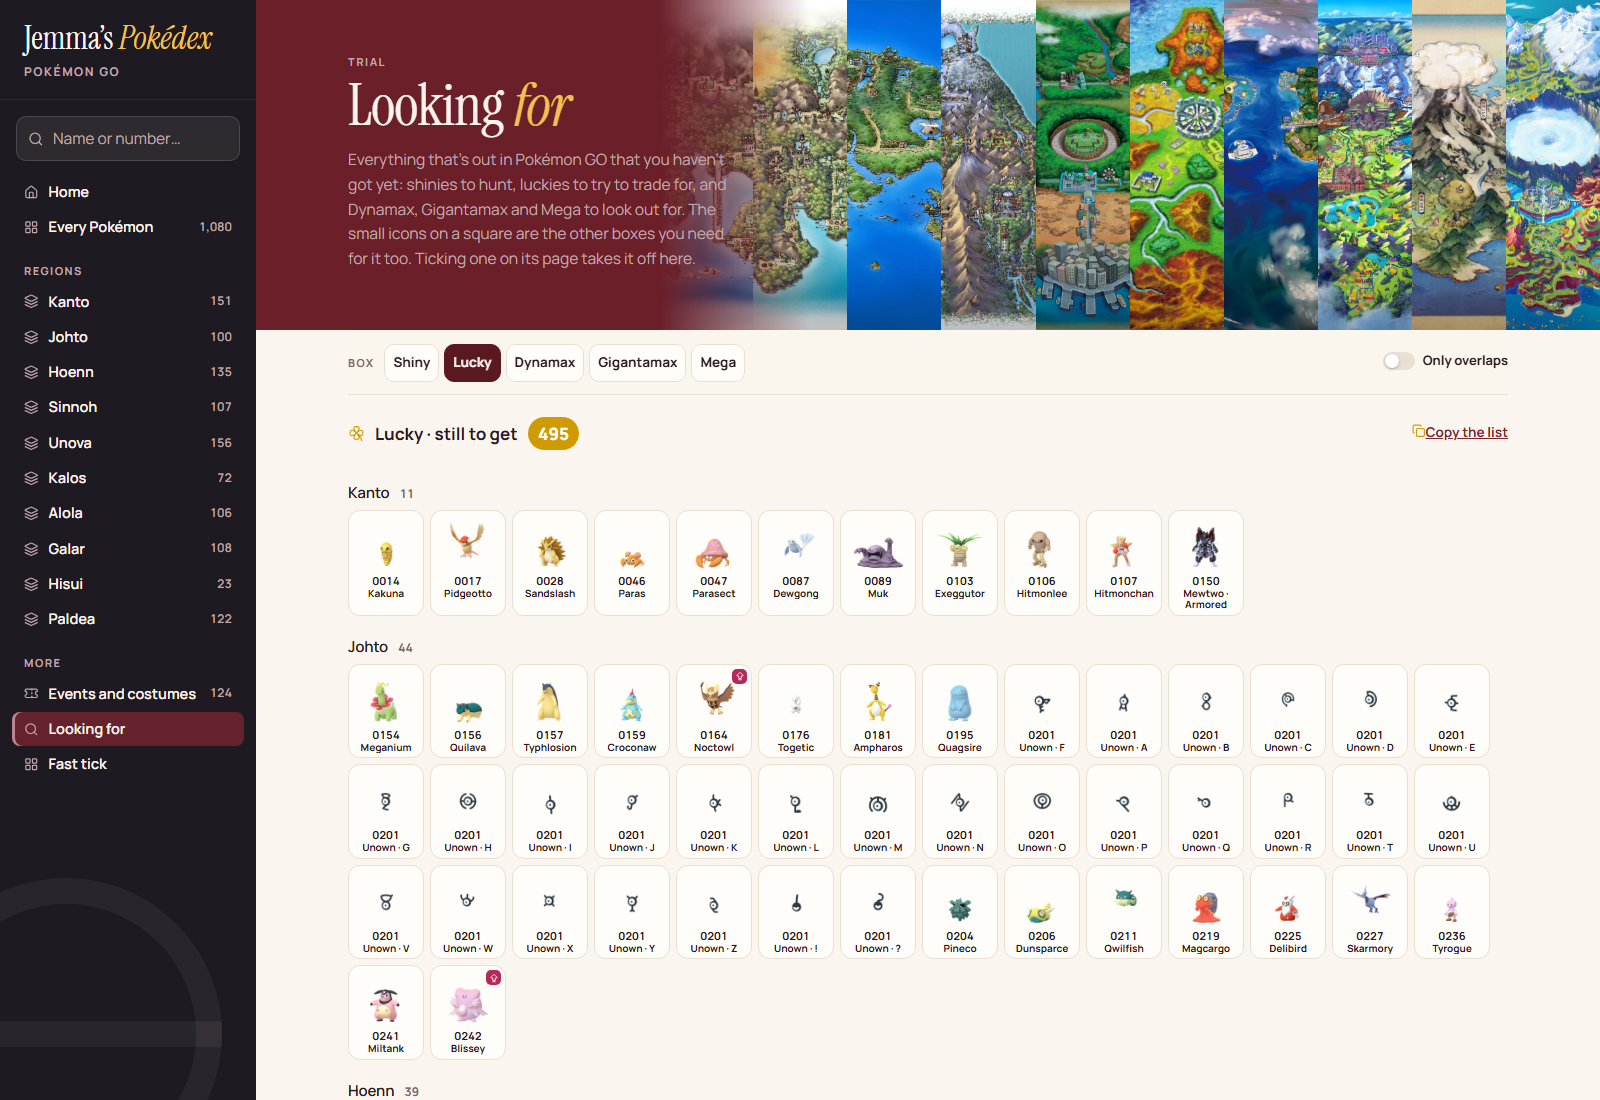 Jemma's Pokédex
POKÉMON GO
Name or number...
Home
Every Pokémon 1,080
REGIONS
Kanto 151
Johto 100
Hoenn 135
Sinnoh 107
Unova 156
Kalos 72
Alola 106
Galar 108
Hisui 23
Paldea 122
MORE
Events and costumes 124
Looking for
Fast tick
TRIAL
Looking for
Everything that's out in Pokémon GO that you haven't
got yet: shinies to hunt, luckies to try to trade for, and
Dynamax, Gigantamax and Mega to look out for. The
small icons on a square are the other boxes you need
for it too. Ticking one on its page takes it off here.
BOX Shiny Lucky Dynamax Gigantamax Mega Only overlaps
Lucky · still to get 495 Copy the list
Kanto 11
0014 0017 0028 0046 0047 0087 0089 0103 0106 0107 0150
Kakuna Pidgeotto Sandslash Paras Parasect Dewgong Muk Exeggutor Hitmonlee Hitmonchan Mewtwo ·
Armored
Johto 44
0154 0156 0157 0159 0164 0176 0181 0195 0201 0201 0201 0201 0201 0201
Meganium Quilava Typhlosion Croconaw Noctowl Togetic Ampharos Quagsire Unown · F Unown · A Unown · B Unown · C Unown · D Unown · E
0201 0201 0201 0201 0201 0201 0201 0201 0201 0201 0201 0201 0201 0201
Unown · G Unown · H Unown · I Unown · J Unown · K Unown · L Unown · M Unown · N Unown · O Unown · P Unown · Q Unown · R Unown · T Unown · U
0201 0201 0201 0201 0201 0201 0201 0204 0206 0211 0219 0225 0227 0236
Unown · V Unown · W Unown · X Unown · Y Unown · Z Unown · ! Unown · ? Pineco Dunsparce Qwilfish Magcargo Delibird Skarmory Tyrogue
0241 0242
Miltank Blissey
Hoenn 39